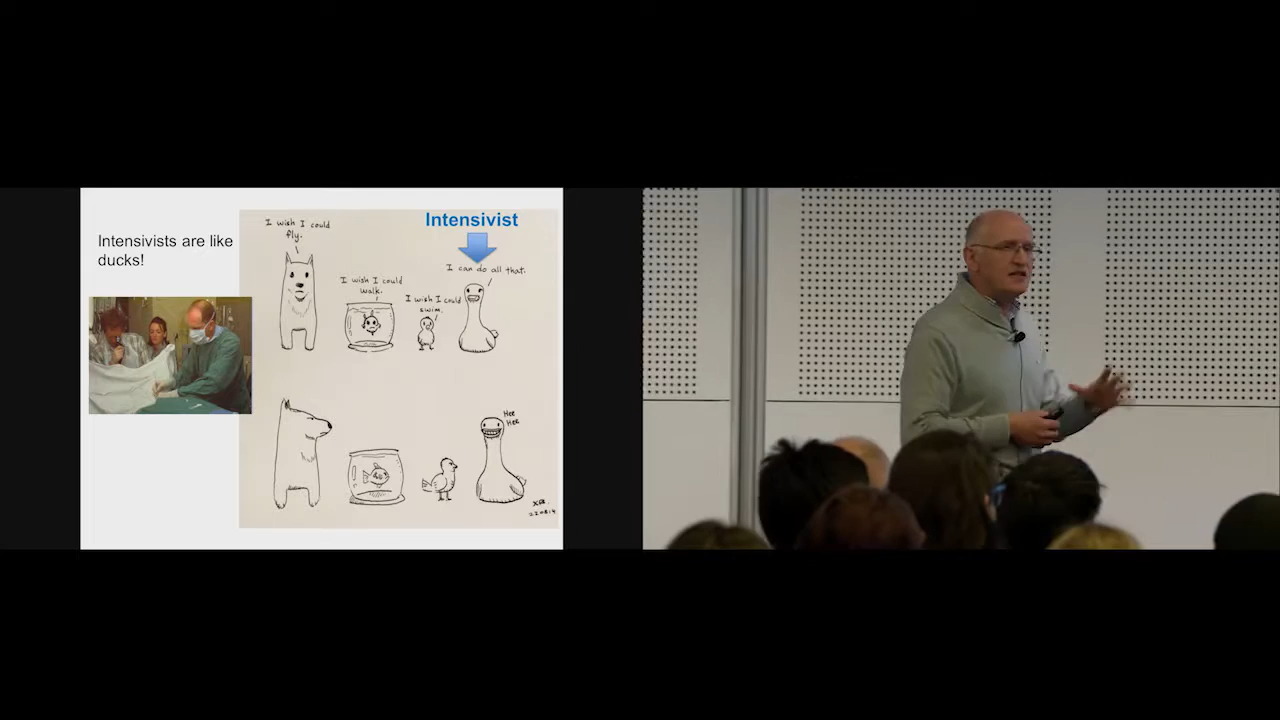 Intensivists are like
ducks!
Intensivist
I wish I could
fly.
I wish I could
walk.
I wish I could
swim.
I can do all that.
Hee
Hee